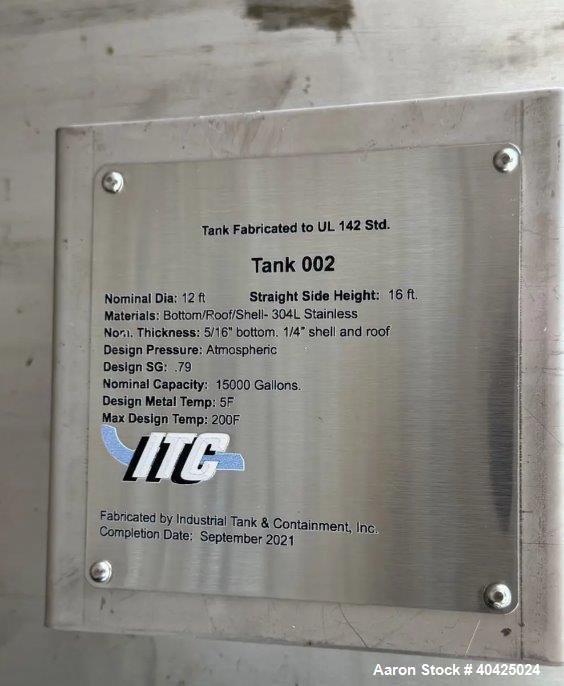 Tank Fabricated to UL 142 Std.
Tank 002
Nominal Dia: 12 ft Straight Side Height: 16 ft.
Materials: Bottom/Roof/Shell- 304L Stainless
Nom. Thickness: 5/16" bottom. 1/4" shell and roof
Design Pressure: Atmospheric
Design SG: .79
Nominal Capacity: 15000 Gallons.
Design Metal Temp: 5F
Max Design Temp: 200F
ITC
Fabricated by Industrial Tank & Containment, Inc.
Completion Date: September 2021
Aaron Stock # 40425024